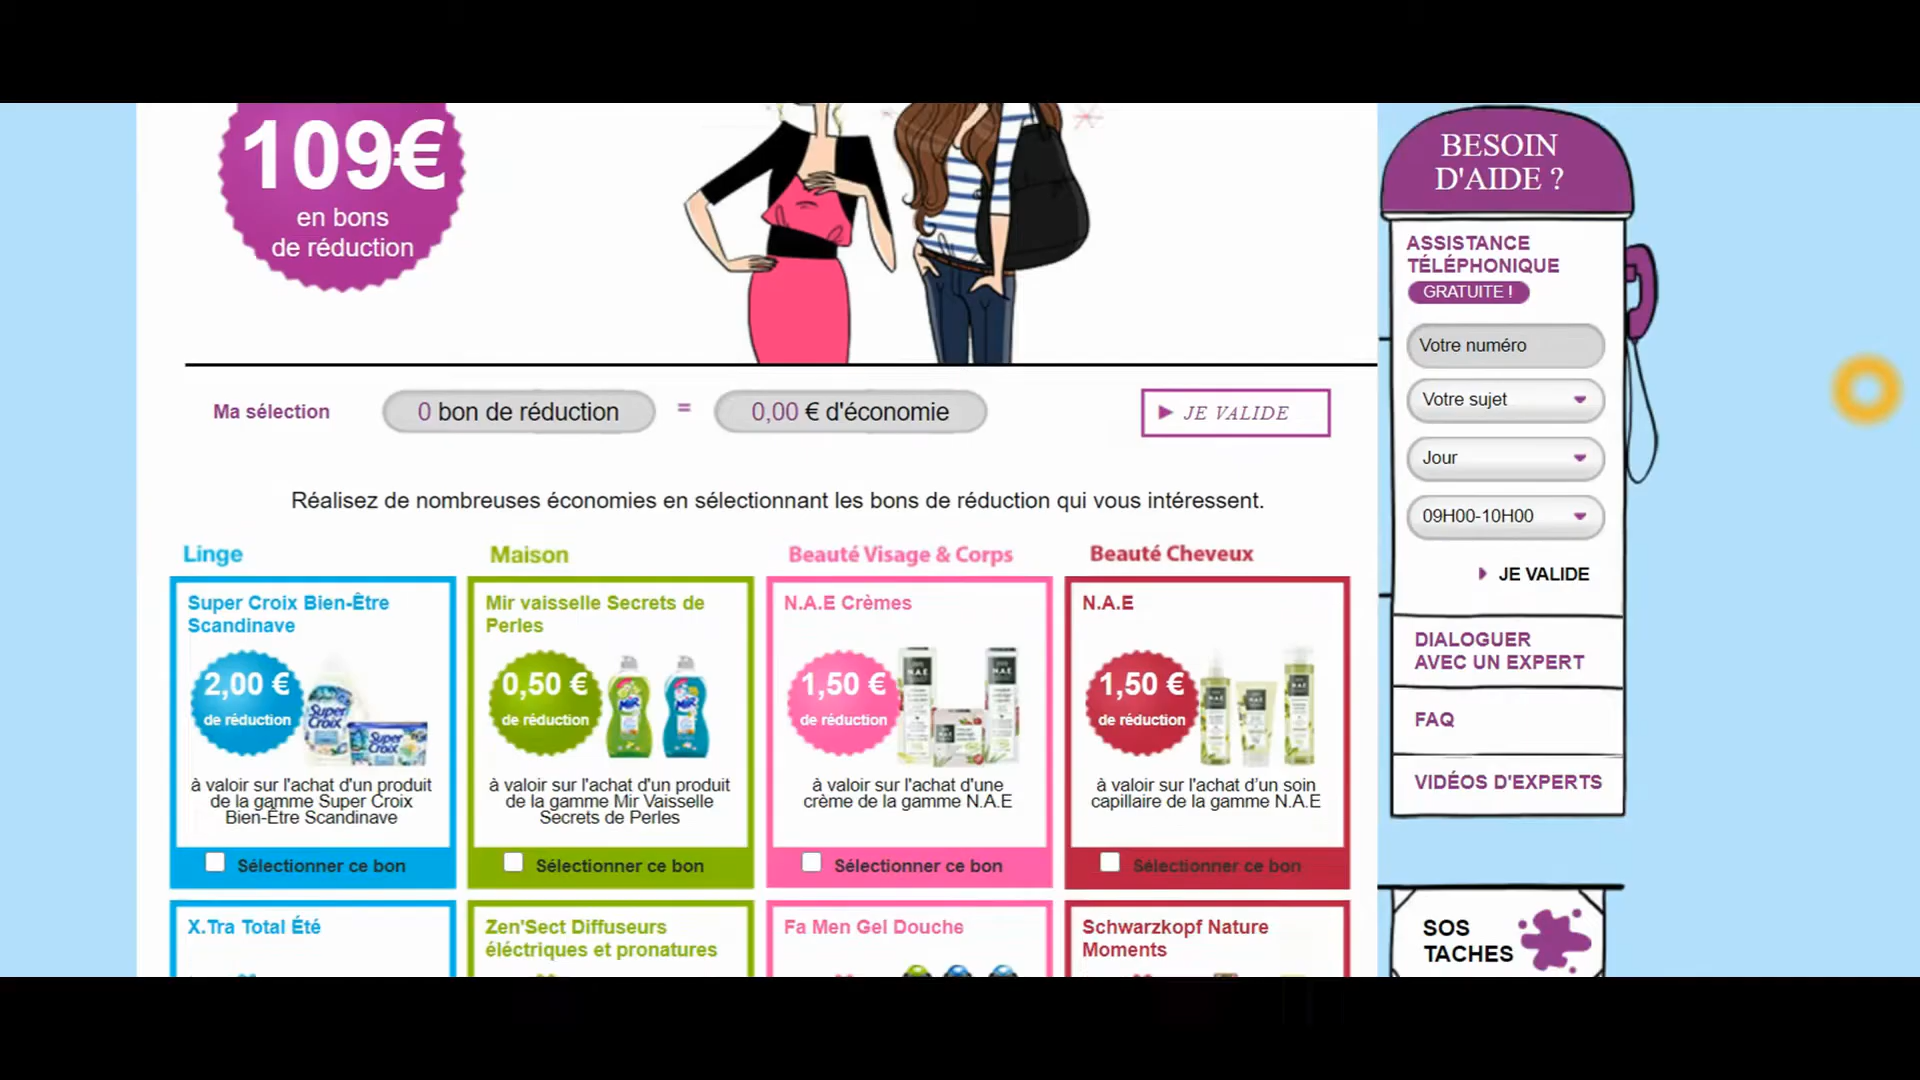 109€
en bons
de réduction
BESOIN
D'AIDE ?
ASSISTANCE
TÉLÉPHONIQUE
GRATUITE !
Votre numéro
Votre sujet
Jour
09H00-10H00
JE VALIDE
DIALOGUER
AVEC UN EXPERT
FAQ
VIDÉOS D'EXPERTS
SOS
TACHES
Ma sélection
0 bon de réduction
=
0,00 € d'économie
JE VALIDE
Réalisez de nombreuses économies en sélectionnant les bons de réduction qui vous intéressent.
Linge
Super Croix Bien-Être
Scandinave
2,00 €
de réduction
Super
Croix
Super
Croix
à valoir sur l'achat d'un produit
de la gamme Super Croix
Bien-Être Scandinave
Sélectionner ce bon
X.Tra Total Été
Maison
Mir vaisselle Secrets de
Perles
0,50 €
de réduction
MIR
MIR
à valoir sur l'achat d'un produit
de la gamme Mir Vaisselle
Secrets de Perles
Sélectionner ce bon
Zen'Sect Diffuseurs
éléctriques et pronatures
Beauté Visage & Corps
N.A.E Crèmes
1,50 €
de réduction
N.A.E
N.A.E
à valoir sur l'achat d'une
crème de la gamme N.A.E
Sélectionner ce bon
Fa Men Gel Douche
Beauté Cheveux
N.A.E
1,50 €
de réduction
N.A.E
N.A.E
N.A.E
à valoir sur l'achat d’un soin
capillaire de la gamme N.A.E
Sélectionner ce bon
Schwarzkopf Nature
Moments